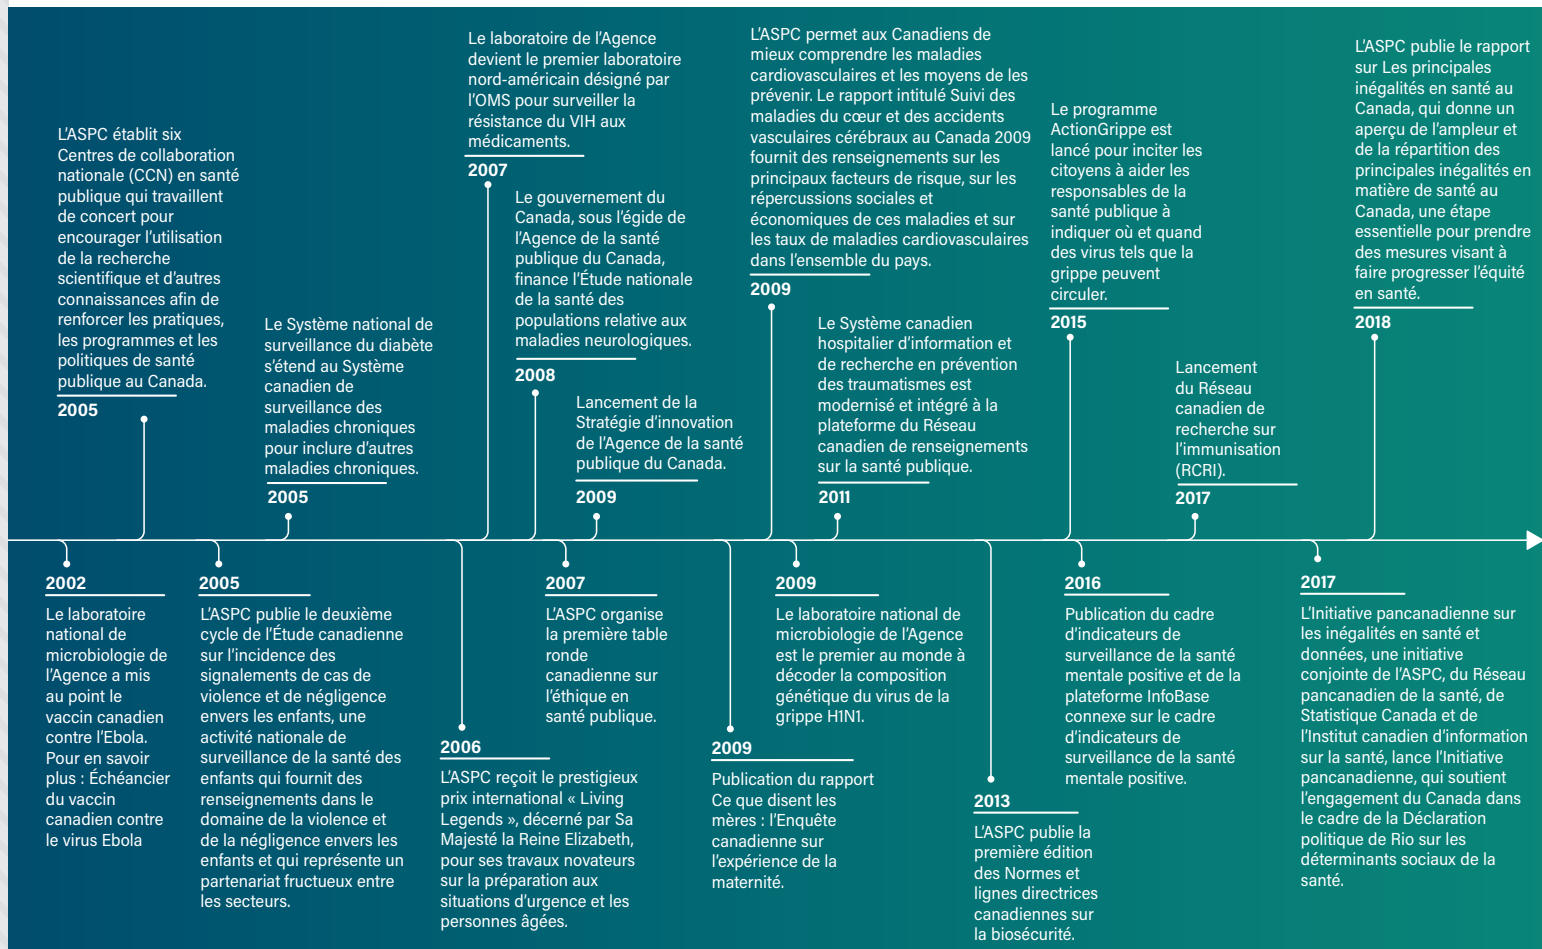 L'ASPC établit six
Centres de collaboration
nationale (CCN) en santé
publique qui travaillent
de concert pour
encourager l'utilisation
de la recherche
scientifique et d'autres
connaissances afin de
renforcer les pratiques,
les programmes et les
politiques de santé
publique au Canada.
2005
Le Système national de
surveillance du diabète
s'étend au Système
canadien de
surveillance des
maladies chroniques
pour inclure d'autres
maladies chroniques.
2005
Le laboratoire de l'Agence
devient le premier laboratoire
nord-américain désigné par
l'OMS pour surveiller la
résistance du VIH aux
médicaments.
2007
Le gouvernement du
Canada, sous l'égide de
l'Agence de la santé
publique du Canada,
finance l'Étude nationale
de la santé des
populations relative aux
maladies neurologiques.
2008
Lancement de la
Stratégie d'innovation
de l'Agence de la santé
publique du Canada.
2009
L'ASPC permet aux Canadiens de
mieux comprendre les maladies
cardiovasculaires et les moyens de les
prévenir. Le rapport intitulé Suivi des
maladies du cœur et des accidents
vasculaires cérébraux au Canada 2009
fournit des renseignements sur les
principaux facteurs de risque, sur les
répercussions sociales et
économiques de ces maladies et sur
les taux de maladies cardiovasculaires
dans l'ensemble du pays.
2009
Le Système canadien
hospitalier d'information et
de recherche en prévention
des traumatismes est
modernisé et intégré à la
plateforme du Réseau
canadien de renseignements
sur la santé publique.
2011
Le programme
ActionGrippe est
lancé pour inciter les
citoyens à aider les
responsables de la
santé publique à
indiquer où et quand
des virus tels que la
grippe peuvent
circuler.
2015
Lancement
du Réseau
canadien de
recherche sur
l'immunisation
(RCRI).
2017
L'ASPC publie le rapport
sur Les principales
inégalités en santé au
Canada, qui donne un
aperçu de l'ampleur et
de la répartition des
principales inégalités en
matière de santé au
Canada, une étape
essentielle pour prendre
des mesures visant à
faire progresser l'équité
en santé.
2018
2002
Le laboratoire
national de
microbiologie de
l'Agence a mis
au point le
vaccin canadien
contre l'Ebola.
Pour en savoir
plus : Échéancier
du vaccin
canadien contre
le virus Ebola
2005
L'ASPC publie le deuxième
cycle de l'Étude canadienne
sur l'incidence des
signalements de cas de
violence et de négligence
envers les enfants, une
activité nationale de
surveillance de la santé des
enfants qui fournit des
renseignements dans le
domaine de la violence et
de la négligence envers les
enfants et qui représente un
partenariat fructueux entre
les secteurs.
2006
L'ASPC reçoit le prestigieux
prix international « Living
Legends », décerné par Sa
Majesté la Reine Elizabeth,
pour ses travaux novateurs
sur la préparation aux
situations d'urgence et les
personnes âgées.
2007
L'ASPC organise
la première table
ronde
canadienne sur
l'éthique en
santé publique.
2009
Publication du rapport
Ce que disent les
mères : l'Enquête
canadienne sur
l'expérience de la
maternité.
2009
Le laboratoire national de
microbiologie de l'Agence
est le premier au monde à
décoder la composition
génétique du virus de la
grippe H1N1.
2013
L'ASPC publie la
première édition
des Normes et
lignes directrices
canadiennes sur
la biosécurité.
2016
Publication du cadre
d'indicateurs de
surveillance de la santé
mentale positive et de la
plateforme InfoBase
connexe sur le cadre
d'indicateurs de
surveillance de la santé
mentale positive.
2017
L'Initiative pancanadienne sur
les inégalités en santé et
données, une initiative
conjointe de l'ASPC, du Réseau
pancanadien de la santé, de
Statistique Canada et de
l'Institut canadien d'information
sur la santé, lance l'Initiative
pancanadienne, qui soutient
l'engagement du Canada dans
le cadre de la Déclaration
politique de Rio sur les
déterminants sociaux de la
santé.